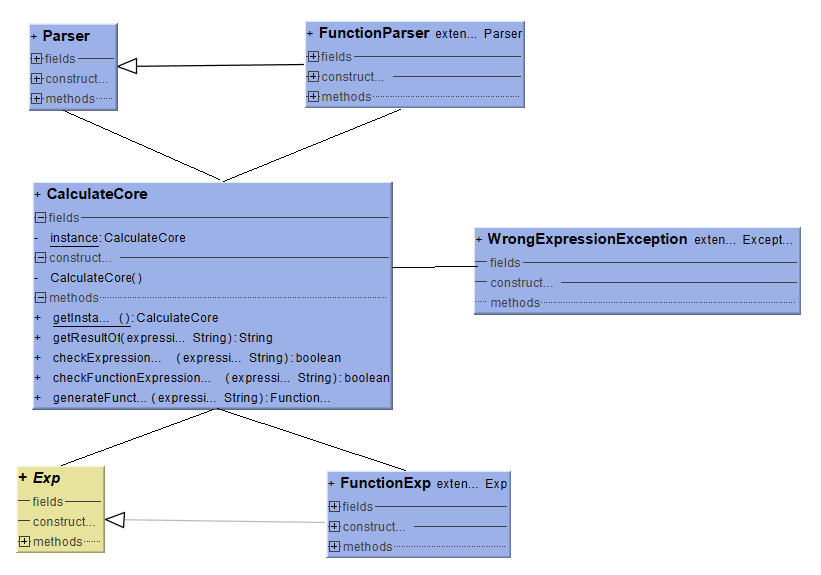 + Parser
fields
construct...
methods
+ FunctionParser exten... Parser
fields
construct...
methods
+ CalculateCore
fields
- instance: CalculateCore
construct...
- CalculateCore()
methods
+ getInsta... (): CalculateCore
+ getResultOf(expressi... String): String
+ checkExpression... (expressi... String): boolean
+ checkFunctionExpression... (expressi... String): boolean
+ generateFunct... (expressi... String): Function...
+ WrongExpressionException exten... Except...
fields
construct...
methods
+ Exp
fields
construct...
methods
+ FunctionExp exten... Exp
fields
construct...
methods